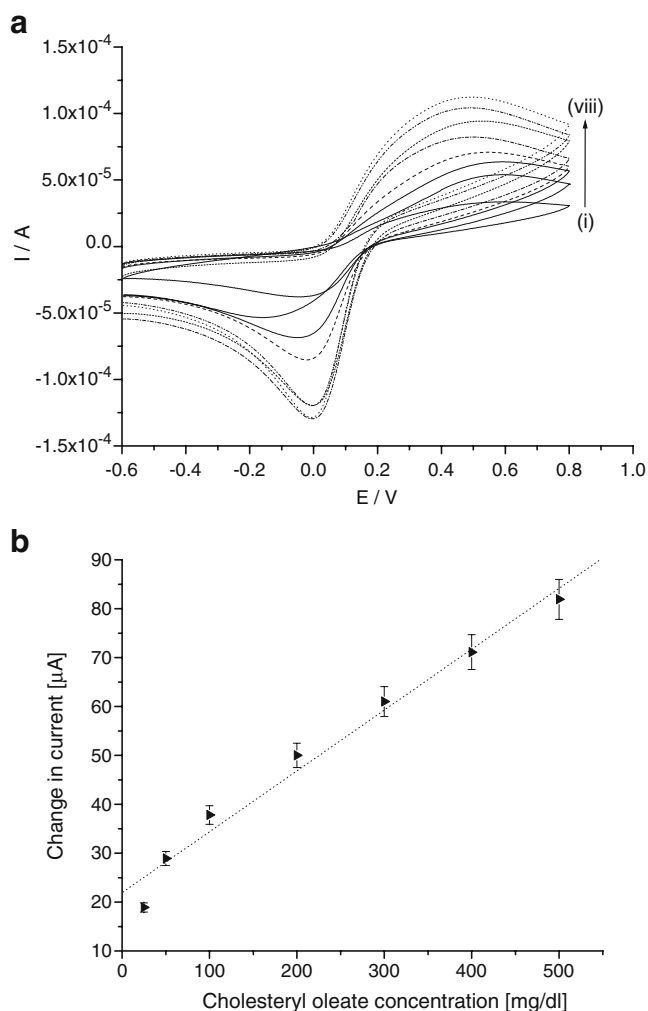 a
1.5x10-4
1.0x10-4
5.0x10-5
0.0
-5.0x10-5
-1.0x10-4
-1.5x10-4
I / A
(viii)
(i)
-0.6 -0.4 -0.2 0.0 0.2 0.4 0.6 0.8 1.0
E / V
b
90
80
70
60
50
40
30
20
10
Change in current [µA]
0 100 200 300 400 500
Cholesteryl oleate concentration [mg/dl]